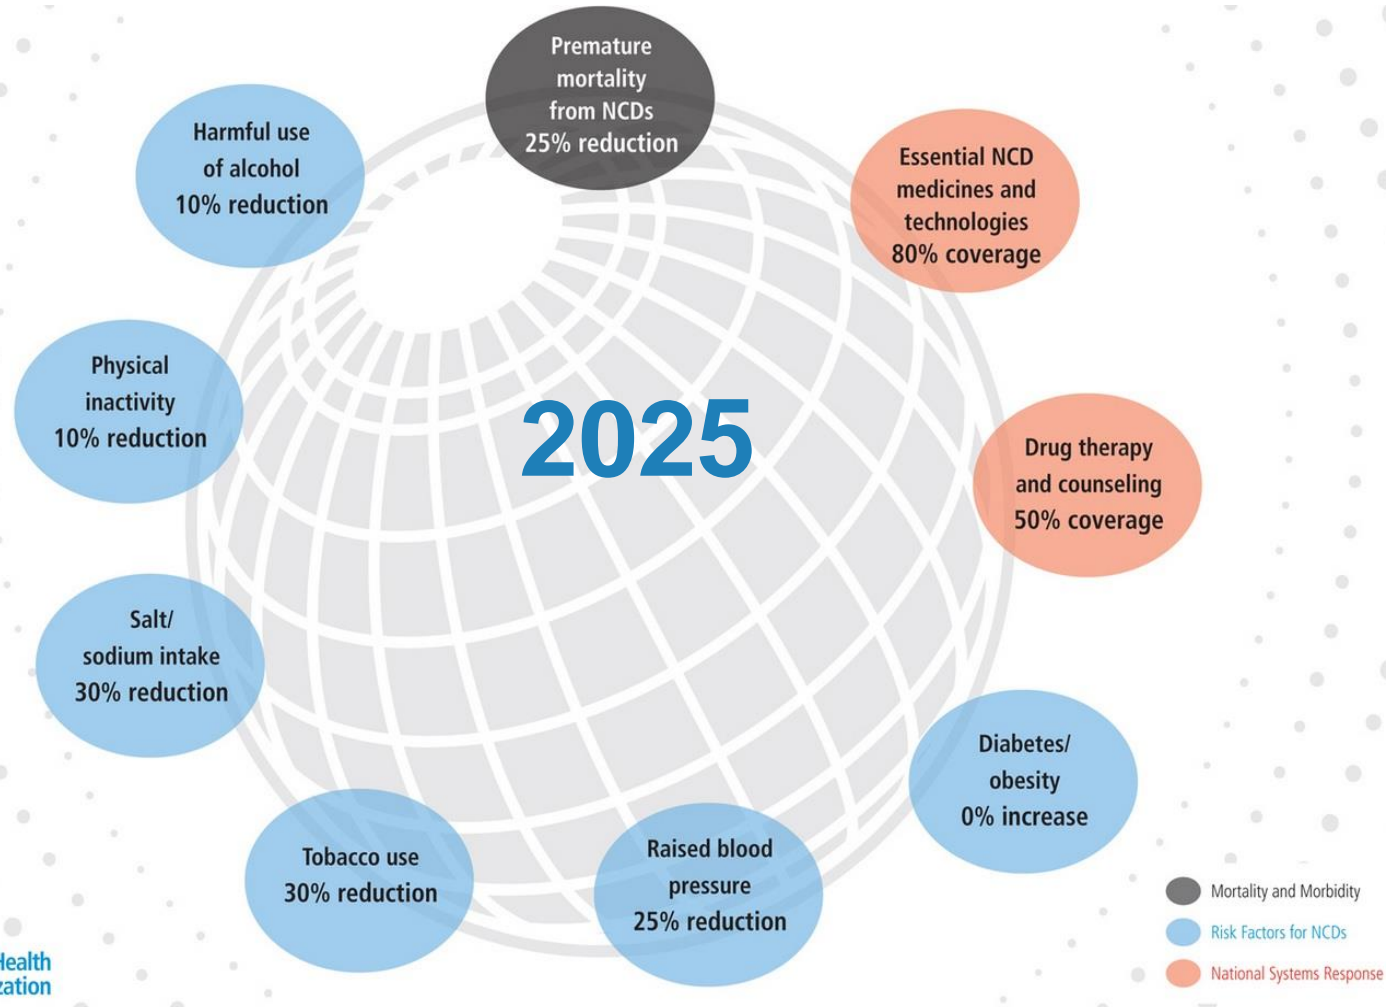 Premature
mortality
from NCDs
25% reduction
Harmful use
of alcohol
10% reduction
Essential NCD
medicines and
technologies
80% coverage
Physical
inactivity
10% reduction
2025
Drug therapy
and counseling
50% coverage
Salt/
sodium intake
30% reduction
Diabetes/
obesity
0% increase
Tobacco use
30% reduction
Raised blood
pressure
25% reduction
Mortality and Morbidity
Risk Factors for NCDs
National Systems Response
Health
zation